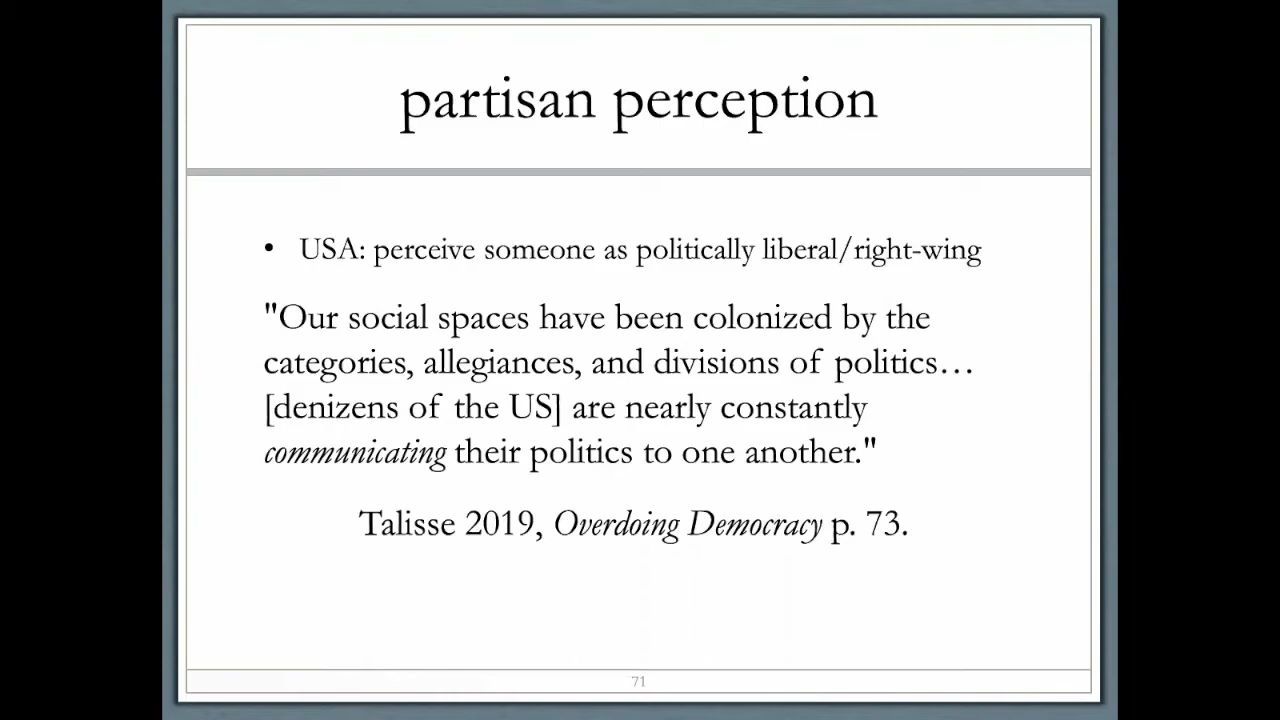 partisan perception
• USA: perceive someone as politically liberal/right-wing
"Our social spaces have been colonized by the
categories, allegiances, and divisions of politics…
[denizens of the US] are nearly constantly
communicating their politics to one another."
Talisse 2019, Overdoing Democracy p. 73.
71